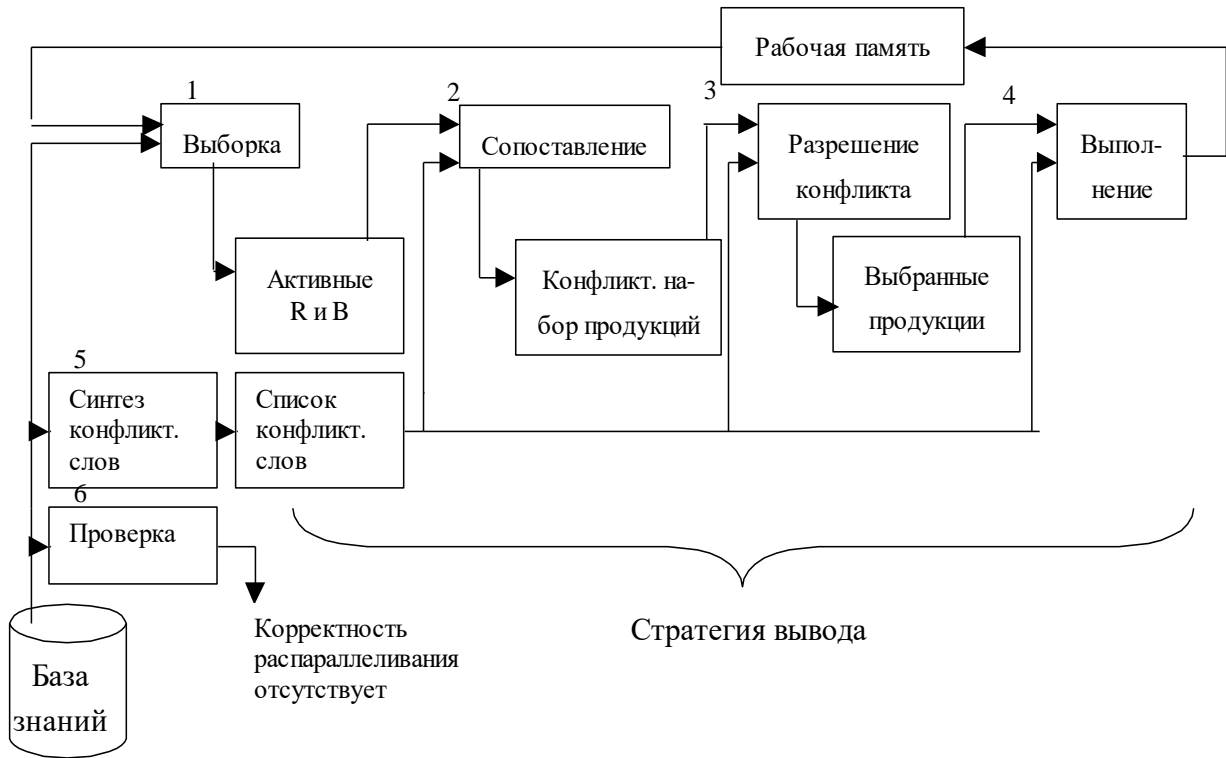 Рабочая память
1
Выборка
2
Сопоставление
3
Разрешение
конфликта
4
Выпол-
нение
Активные
R и B
Конфликт. на-
бор продукций
Выбранные
продукции
5
Синтез
конфликт.
слов
Список
конфликт.
слов
6
Проверка
Корректность
распараллеливания
отсутствует
Стратегия вывода
База
знаний